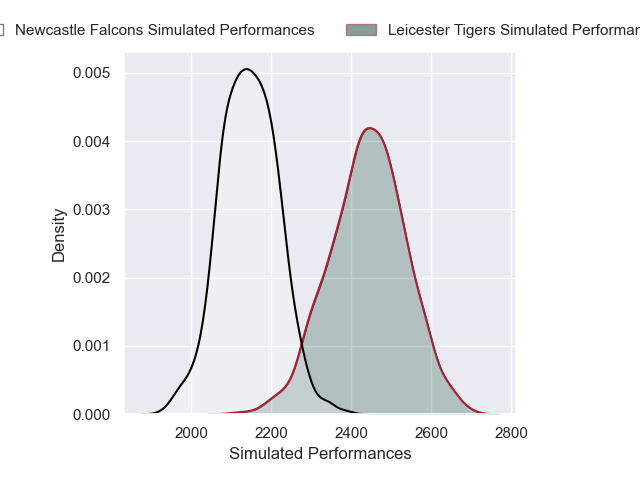 Newcastle Falcons Simulated Performances
Leicester Tigers Simulated Performan
0.005
0.004
0.003
0.002
0.001
0.000
Density
2000 2200 2400 2600 2800
Simulated Performances